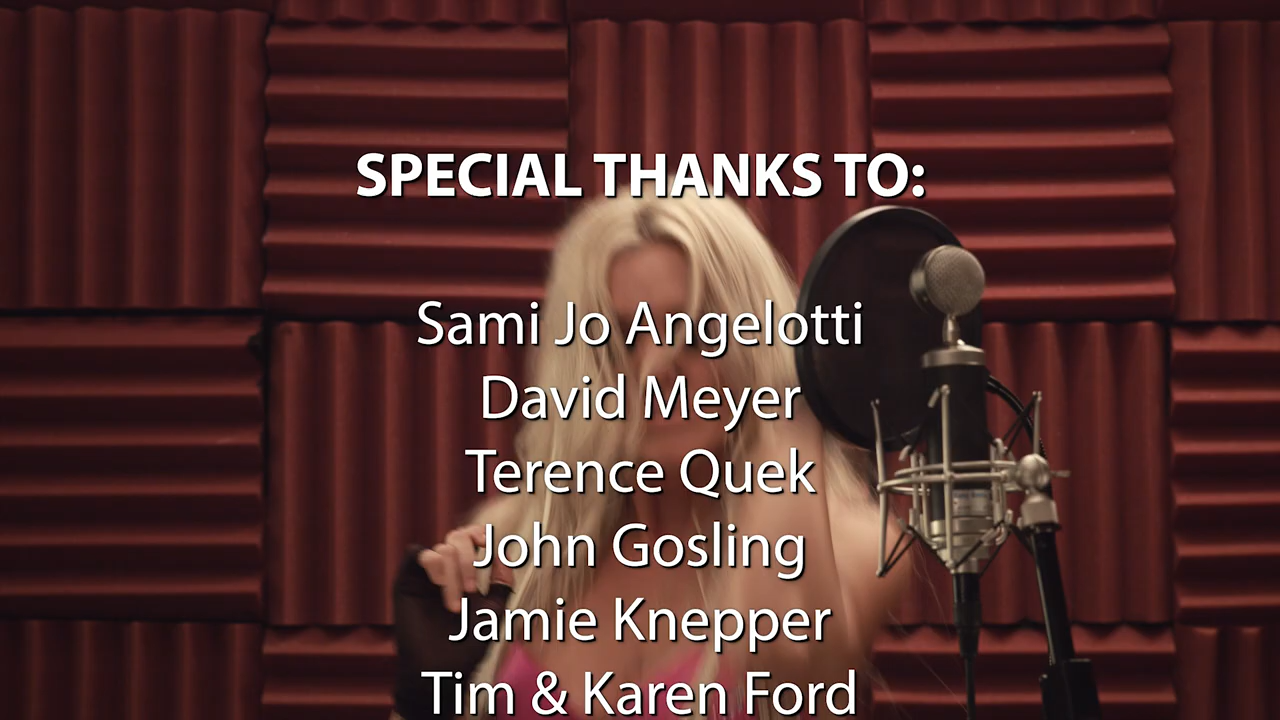 SPECIAL THANKS TO:
Sami Jo Angelotti
David Meyer
Terence Quek
John Gosling
Jamie Knepper
Tim & Karen Ford